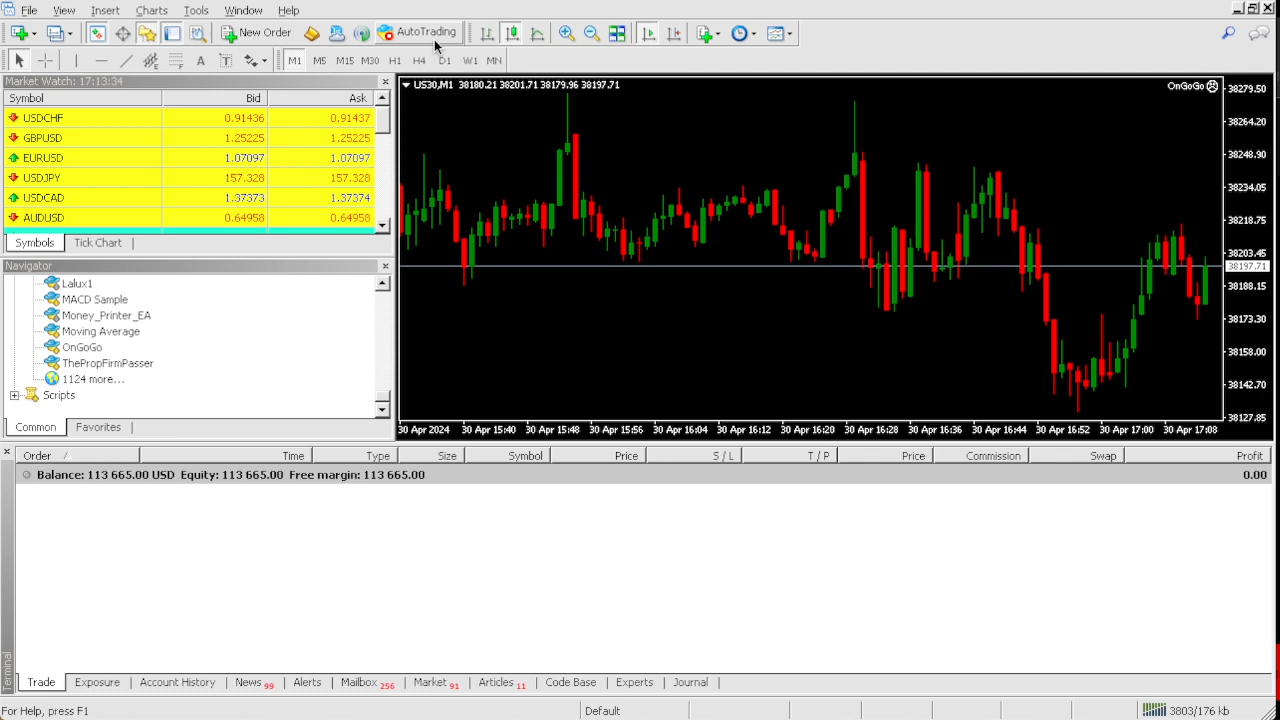 File View Insert Charts Tools Window Help
New Order AutoTrading
A T M1 M5 M15 M30 H1 H4 D1 W1 MN
Market Watch: 17:13:34
Symbol Bid Ask
USDCHF 0.91436 0.91437
GBPUSD 1.25225 1.25225
EURUSD 1.07097 1.07097
USDJPY 157.328 157.328
USDCAD 1.37373 1.37374
AUDUSD 0.64958 0.64958
Symbols Tick Chart
Navigator
Lalux1
MACD Sample
Money_Printer_EA
Moving Average
OnGoGo
ThePropFirmPasser
1124 more...
Scripts
Common Favorites
US30,M1 38180.21 38201.71 38179.96 38197.71
OnGoGo
38279.50
38264.20
38248.90
38234.05
38218.75
38203.45
38197.71
38188.15
38173.30
38158.00
38142.70
38127.85
30 Apr 2024 30 Apr 15:40 30 Apr 15:48 30 Apr 15:56 30 Apr 16:04 30 Apr 16:12 30 Apr 16:20 30 Apr 16:28 30 Apr 16:36 30 Apr 16:44 30 Apr 16:52 30 Apr 17:00 30 Apr 17:08
Order Time Type Size Symbol Price S / L T / P Price Commission Swap Profit
Balance: 113 665.00 USD Equity: 113 665.00 Free margin: 113 665.00 0.00
Terminal
Trade Exposure Account History News 99 Alerts Mailbox 256 Market 91 Articles 11 Code Base Experts Journal
For Help, press F1 Default 3803/176 kb